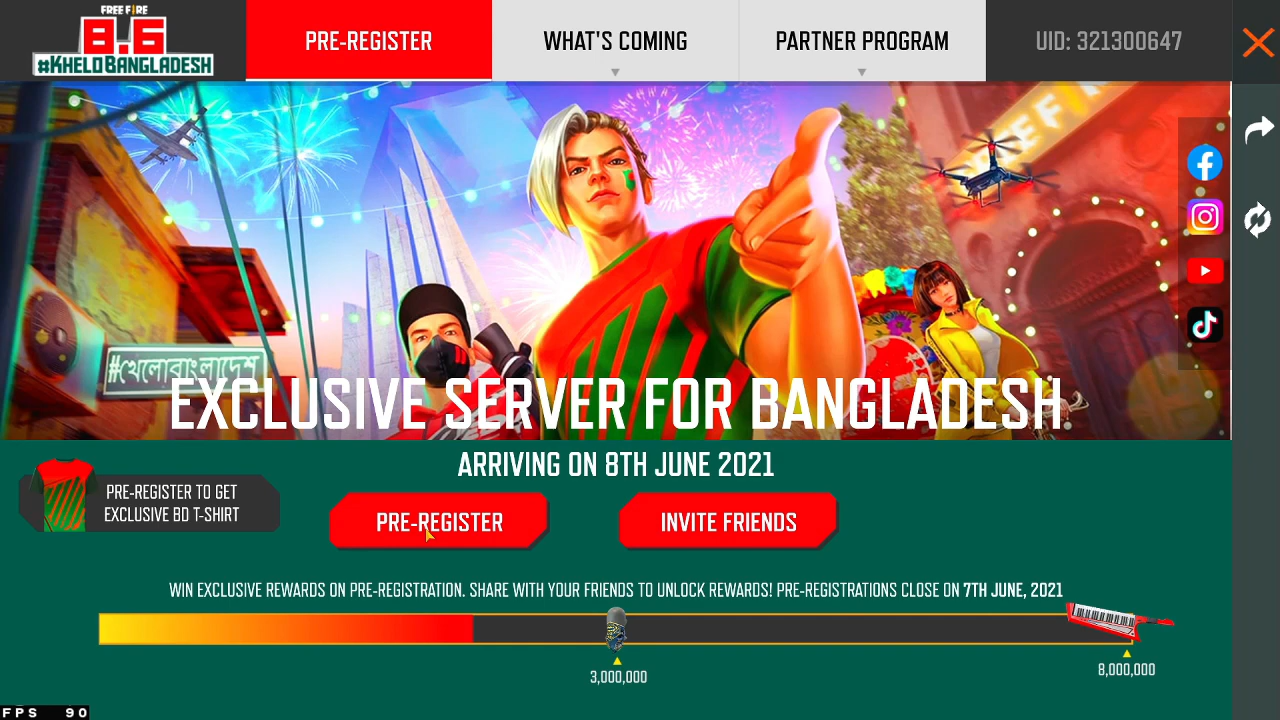 FREE FIRE
8.6
#KHELOBANGLADESH
PRE-REGISTER
WHAT'S COMING
PARTNER PROGRAM
UID: 321300647
FREE FI
#খেলোবাংলাদেশ
EXCLUSIVE SERVER FOR BANGLADESH
ARRIVING ON 8TH JUNE 2021
PRE-REGISTER TO GET
EXCLUSIVE BD T-SHIRT
PRE-REGISTER
INVITE FRIENDS
WIN EXCLUSIVE REWARDS ON PRE-REGISTRATION. SHARE WITH YOUR FRIENDS TO UNLOCK REWARDS! PRE-REGISTRATIONS CLOSE ON 7TH JUNE, 2021
3,000,000
8,000,000
FPS 90